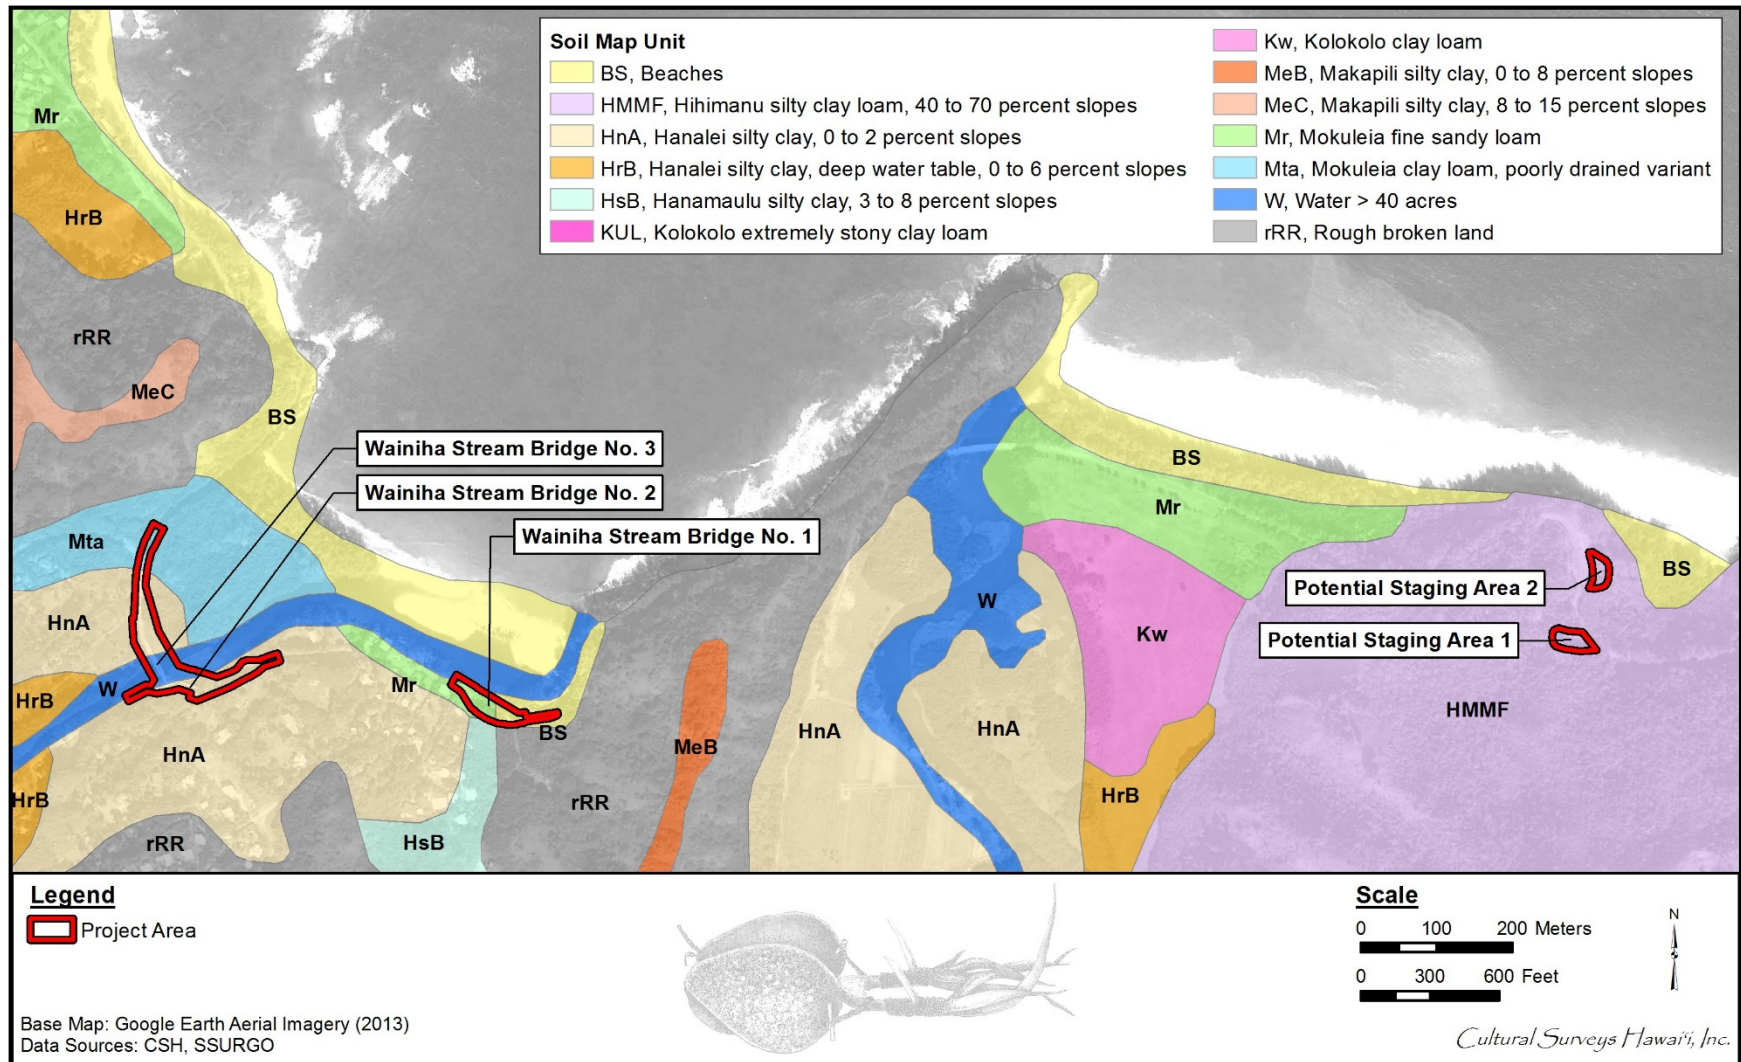 Soil Map Unit
BS, Beaches
HMMF, Hihimanu silty clay loam, 40 to 70 percent slopes
HnA, Hanalei silty clay, 0 to 2 percent slopes
HrB, Hanalei silty clay, deep water table, 0 to 6 percent slopes
HsB, Hanamaulu silty clay, 3 to 8 percent slopes
KUL, Kolokolo extremely stony clay loam
Kw, Kolokolo clay loam
MeB, Makapili silty clay, 0 to 8 percent slopes
MeC, Makapili silty clay, 8 to 15 percent slopes
Mr, Mokuleia fine sandy loam
Mta, Mokuleia clay loam, poorly drained variant
W, Water > 40 acres
rRR, Rough broken land
Mr
HrB
rRR
MeC
BS
Wainiha Stream Bridge No. 3
Wainiha Stream Bridge No. 2
Wainiha Stream Bridge No. 1
BS
Mr
Mta
HnA
W
Kw
Potential Staging Area 2
BS
Potential Staging Area 1
HrB
W
Mr
BS
HnA
MeB
HnA
HnA
HMMF
HrB
rRR
HsB
rRR
HrB
Legend
Project Area
Base Map: Google Earth Aerial Imagery (2013)
Data Sources: CSH, SSURGO
Scale
0 100 200 Meters
0 300 600 Feet
N
Cultural Surveys Hawai‘i, Inc.